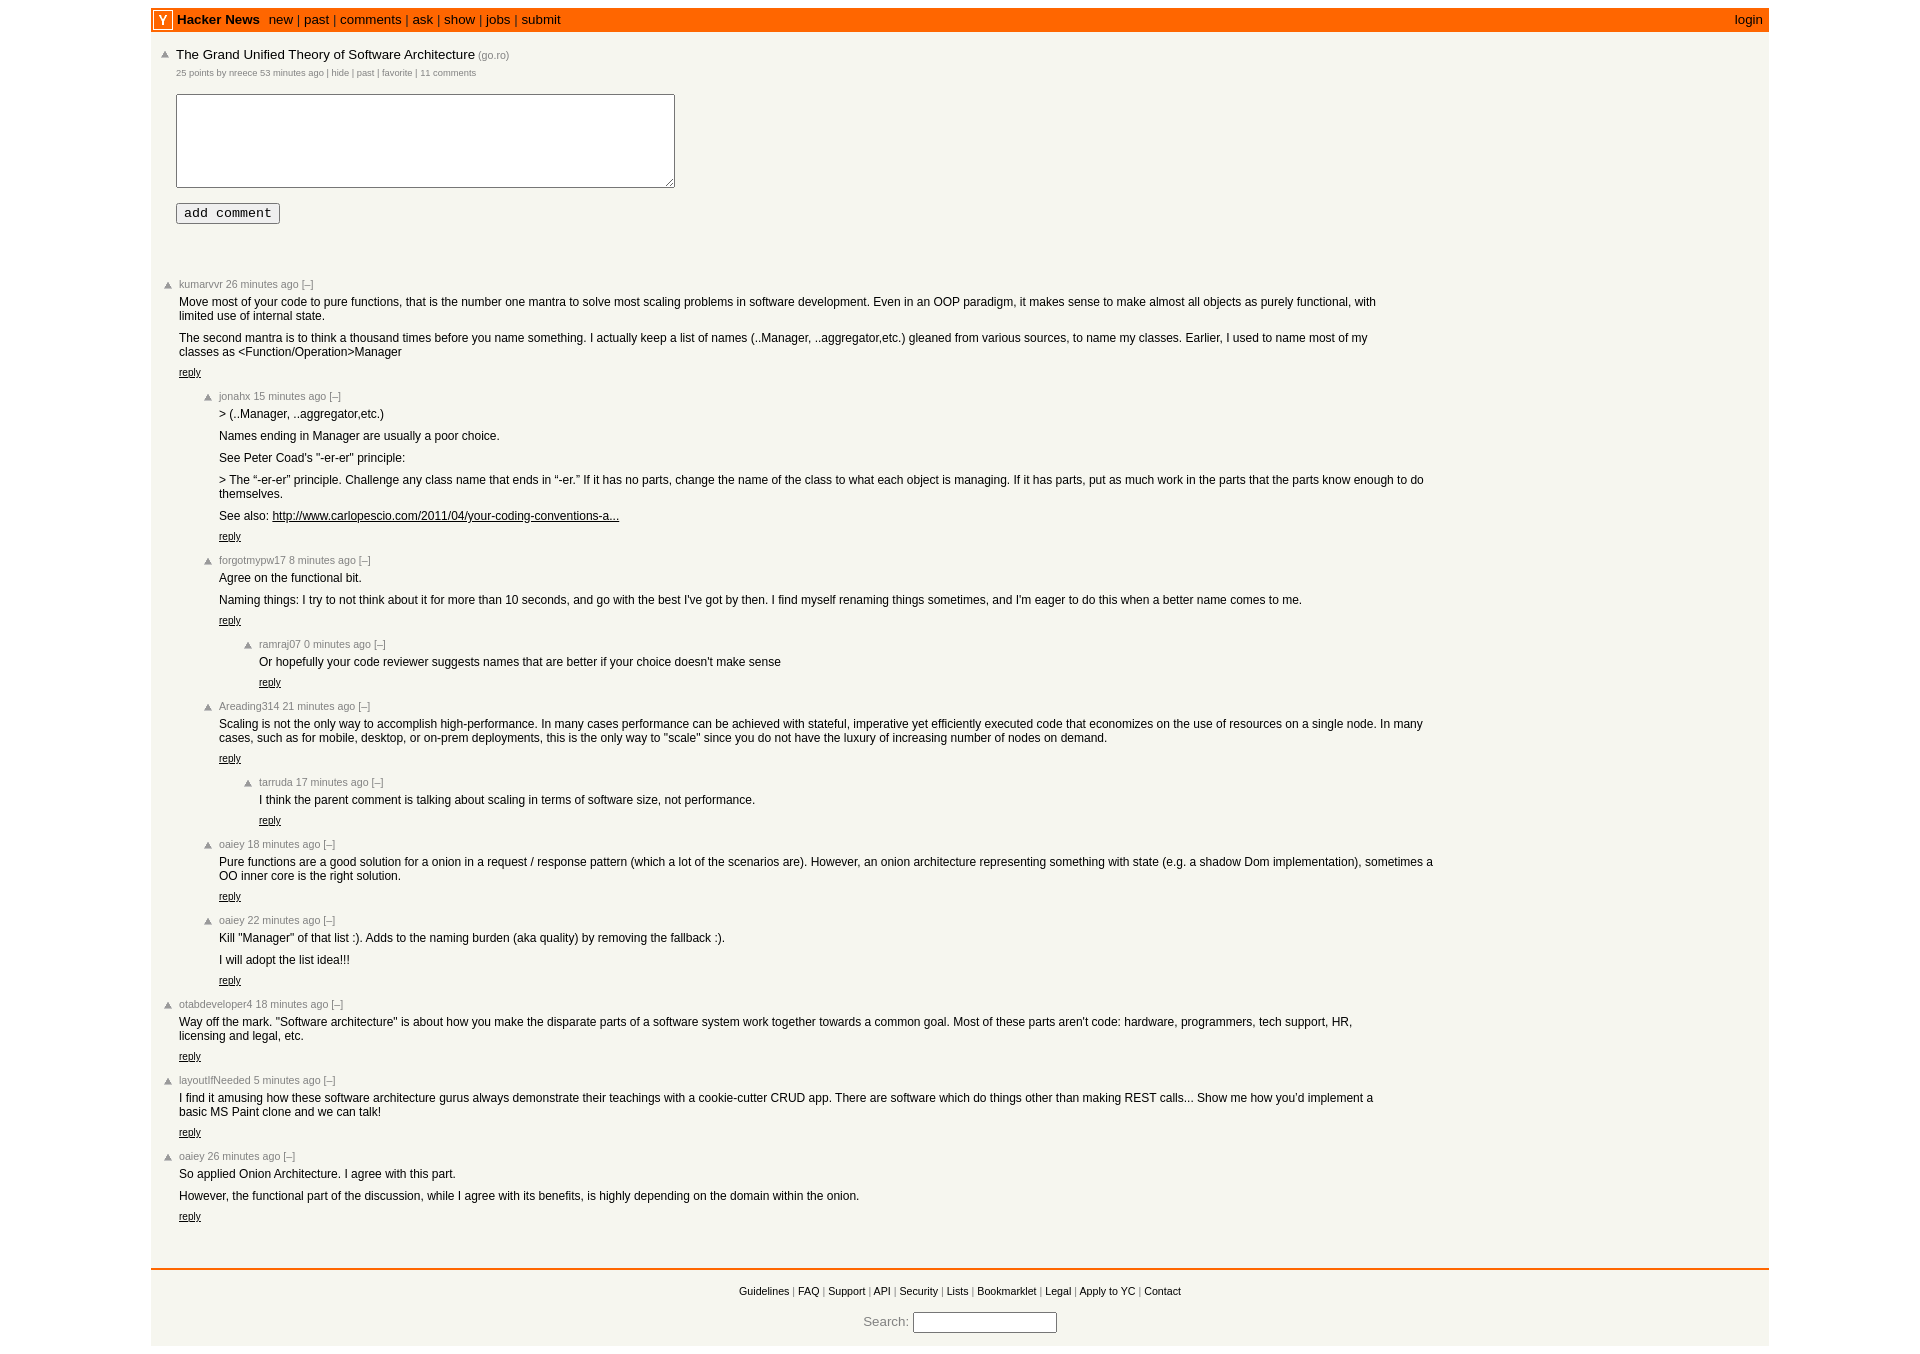 Y Hacker News new | past | comments | ask | show | jobs | submit login
The Grand Unified Theory of Software Architecture (go.ro)
25 points by nreece 53 minutes ago | hide | past | favorite | 11 comments
add comment
kumarvvr 26 minutes ago [–]
Move most of your code to pure functions, that is the number one mantra to solve most scaling problems in software development. Even in an OOP paradigm, it makes sense to make almost all objects as purely functional, with
limited use of internal state.
The second mantra is to think a thousand times before you name something. I actually keep a list of names (..Manager, ..aggregator,etc.) gleaned from various sources, to name my classes. Earlier, I used to name most of my
classes as <Function/Operation>Manager
reply
jonahx 15 minutes ago [–]
> (..Manager, ..aggregator,etc.)
Names ending in Manager are usually a poor choice.
See Peter Coad's "-er-er" principle:
> The “-er-er” principle. Challenge any class name that ends in “-er.” If it has no parts, change the name of the class to what each object is managing. If it has parts, put as much work in the parts that the parts know enough to do
themselves.
See also: http://www.carlopescio.com/2011/04/your-coding-conventions-a...
reply
forgotmypw17 8 minutes ago [–]
Agree on the functional bit.
Naming things: I try to not think about it for more than 10 seconds, and go with the best I've got by then. I find myself renaming things sometimes, and I'm eager to do this when a better name comes to me.
reply
ramraj07 0 minutes ago [–]
Or hopefully your code reviewer suggests names that are better if your choice doesn't make sense
reply
Areading314 21 minutes ago [–]
Scaling is not the only way to accomplish high-performance. In many cases performance can be achieved with stateful, imperative yet efficiently executed code that economizes on the use of resources on a single node. In many
cases, such as for mobile, desktop, or on-prem deployments, this is the only way to "scale" since you do not have the luxury of increasing number of nodes on demand.
reply
tarruda 17 minutes ago [–]
I think the parent comment is talking about scaling in terms of software size, not performance.
reply
oaiey 18 minutes ago [–]
Pure functions are a good solution for a onion in a request / response pattern (which a lot of the scenarios are). However, an onion architecture representing something with state (e.g. a shadow Dom implementation), sometimes a
OO inner core is the right solution.
reply
oaiey 22 minutes ago [–]
Kill "Manager" of that list :). Adds to the naming burden (aka quality) by removing the fallback :).
I will adopt the list idea!!!
reply
otabdeveloper4 18 minutes ago [–]
Way off the mark. "Software architecture" is about how you make the disparate parts of a software system work together towards a common goal. Most of these parts aren't code: hardware, programmers, tech support, HR,
licensing and legal, etc.
reply
layoutIfNeeded 5 minutes ago [–]
I find it amusing how these software architecture gurus always demonstrate their teachings with a cookie-cutter CRUD app. There are software which do things other than making REST calls... Show me how you’d implement a
basic MS Paint clone and we can talk!
reply
oaiey 26 minutes ago [–]
So applied Onion Architecture. I agree with this part.
However, the functional part of the discussion, while I agree with its benefits, is highly depending on the domain within the onion.
reply
Guidelines | FAQ | Support | API | Security | Lists | Bookmarklet | Legal | Apply to YC | Contact
Search: